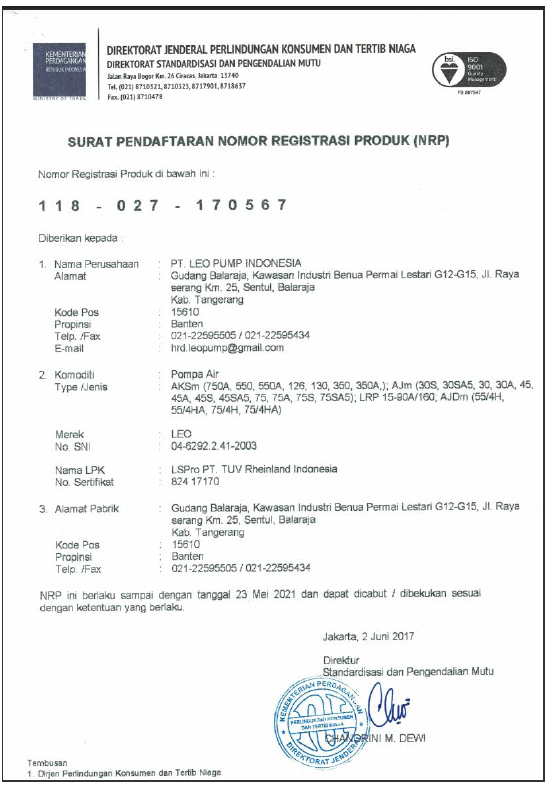 KEMENTERIAN
PERDAGANGAN
REPUBLIK INDONESIA
MINISTRY OF TRADE
DIREKTORAT JENDERAL PERLINDUNGAN KONSUMEN DAN TERTIB NIAGA
DIREKTORAT STANDARDISASI DAN PENGENDALIAN MUTU
Jalan Raya Bogor Km. 26 Ciracas, Jakarta 13740
Tel. (021) 8710321, 8710523, 8717901, 8718637
Fax. (021) 8710478
bsi.
ISO
9001
Quality
Management
SURAT PENDAFTARAN NOMOR REGISTRASI PRODUK (NRP)
Nomor Registrasi Produk di bawah ini :
118 - 027 - 170567
Diberikan kepada :
1. Nama Perusahaan : PT. LEO PUMP INDONESIA
Alamat : Gudang Balaraja, Kawasan Industri Benua Permai Lestari G12-G15, Jl. Raya
serang Km. 25, Sentul, Balaraja
Kab. Tangerang
Kode Pos : 15610
Propinsi : Banten
Telp. /Fax : 021-22595505 / 021-22595434
E-mail : hrd.leopump@gmail.com
2. Komoditi : Pompa Air
Type /Jenis : AKSm (750A, 550, 550A, 126, 130, 350, 350A,); AJm (30S, 30SA5, 30, 30A, 45,
45A, 45S, 45SA5, 75, 75A, 75S, 75SA5); LRP 15-90A/160; AJDm (55/4H,
55/4HA, 75/4H, 75/4HA)
Merek : LEO
No. SNI : 04-6292.2.41-2003
Nama LPK : LSPro PT. TUV Rheinland Indonesia
No. Sertifikat : 824 17170
3. Alamat Pabrik : Gudang Balaraja, Kawasan Industri Benua Permai Lestari G12-G15, Jl. Raya
serang Km. 25, Sentul, Balaraja
Kab. Tangerang
Kode Pos : 15610
Propinsi : Banten
Telp. /Fax : 021-22595505 / 021-22595434
NRP ini berlaku sampai dengan tanggal 23 Mei 2021 dan dapat dicabut / dibekukan sesuai
dengan ketentuan yang berlaku.
Jakarta, 2 Juni 2017
Direktur
Standardisasi dan Pengendalian Mutu
KEMENTERIAN PERDAGANGAN
PERLINDUNGAN KONSUMEN
DAN TERTIB NIAGA
DIREKTORAT JENDERAL
CHANDRINI M. DEWI
Tembusan
1. Dirjen Perlindungan Konsumen dan Tertib Niaga